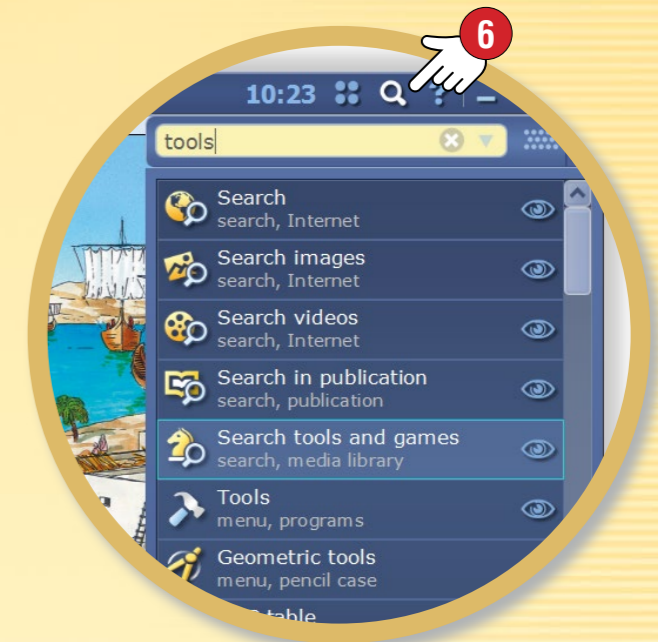 6
10:23 ?
tools
Search
search, Internet
Search images
search, Internet
Search videos
search, Internet
Search in publication
search, publication
Search tools and games
search, media library
Tools
menu, programs
Geometric tools
menu, pencil case
table